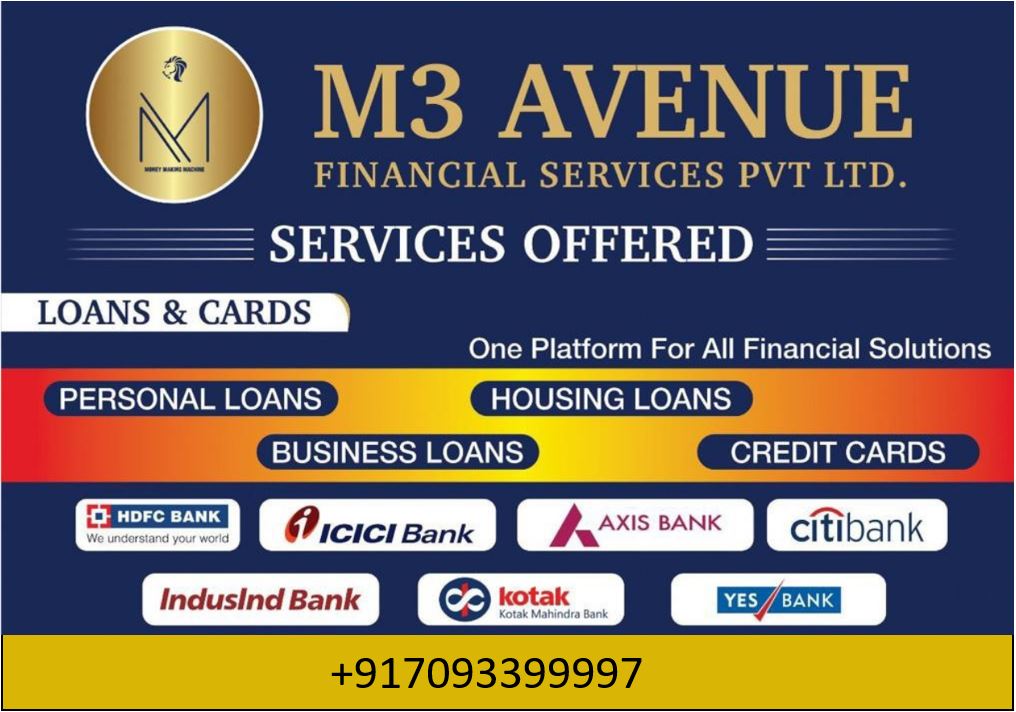 M
MONEY MAKING MACHINE
M3 AVENUE
FINANCIAL SERVICES PVT LTD.
SERVICES OFFERED
LOANS & CARDS
One Platform For All Financial Solutions
PERSONAL LOANS
HOUSING LOANS
BUSINESS LOANS
CREDIT CARDS
HDFC BANK
We understand your world
ICICI Bank
AXIS BANK
citibank
IndusInd Bank
kotak
Kotak Mahindra Bank
YES BANK
+917093399997